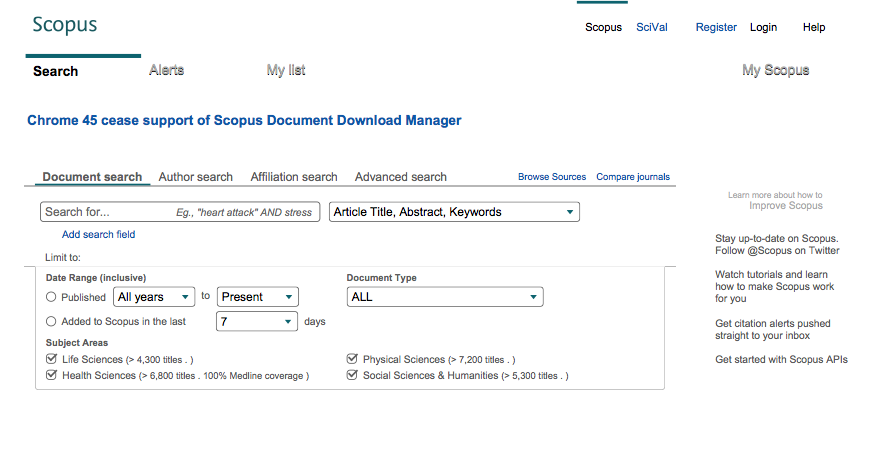 Scopus
Scopus SciVal Register Login Help
Search Alerts My list My Scopus
Chrome 45 cease support of Scopus Document Download Manager
Document search Author search Affiliation search Advanced search Browse Sources Compare journals
Search for... Eg., "heart attack" AND stress Article Title, Abstract, Keywords
Add search field
Limit to:
Date Range (inclusive) Document Type
Published All years to Present ALL
Added to Scopus in the last 7 days
Subject Areas
Life Sciences (> 4,300 titles . ) Physical Sciences (> 7,200 titles . )
Health Sciences (> 6,800 titles . 100% Medline coverage ) Social Sciences & Humanities (> 5,300 titles . )
Learn more about how to
Improve Scopus
Stay up-to-date on Scopus.
Follow @Scopus on Twitter
Watch tutorials and learn
how to make Scopus work
for you
Get citation alerts pushed
straight to your inbox
Get started with Scopus APIs